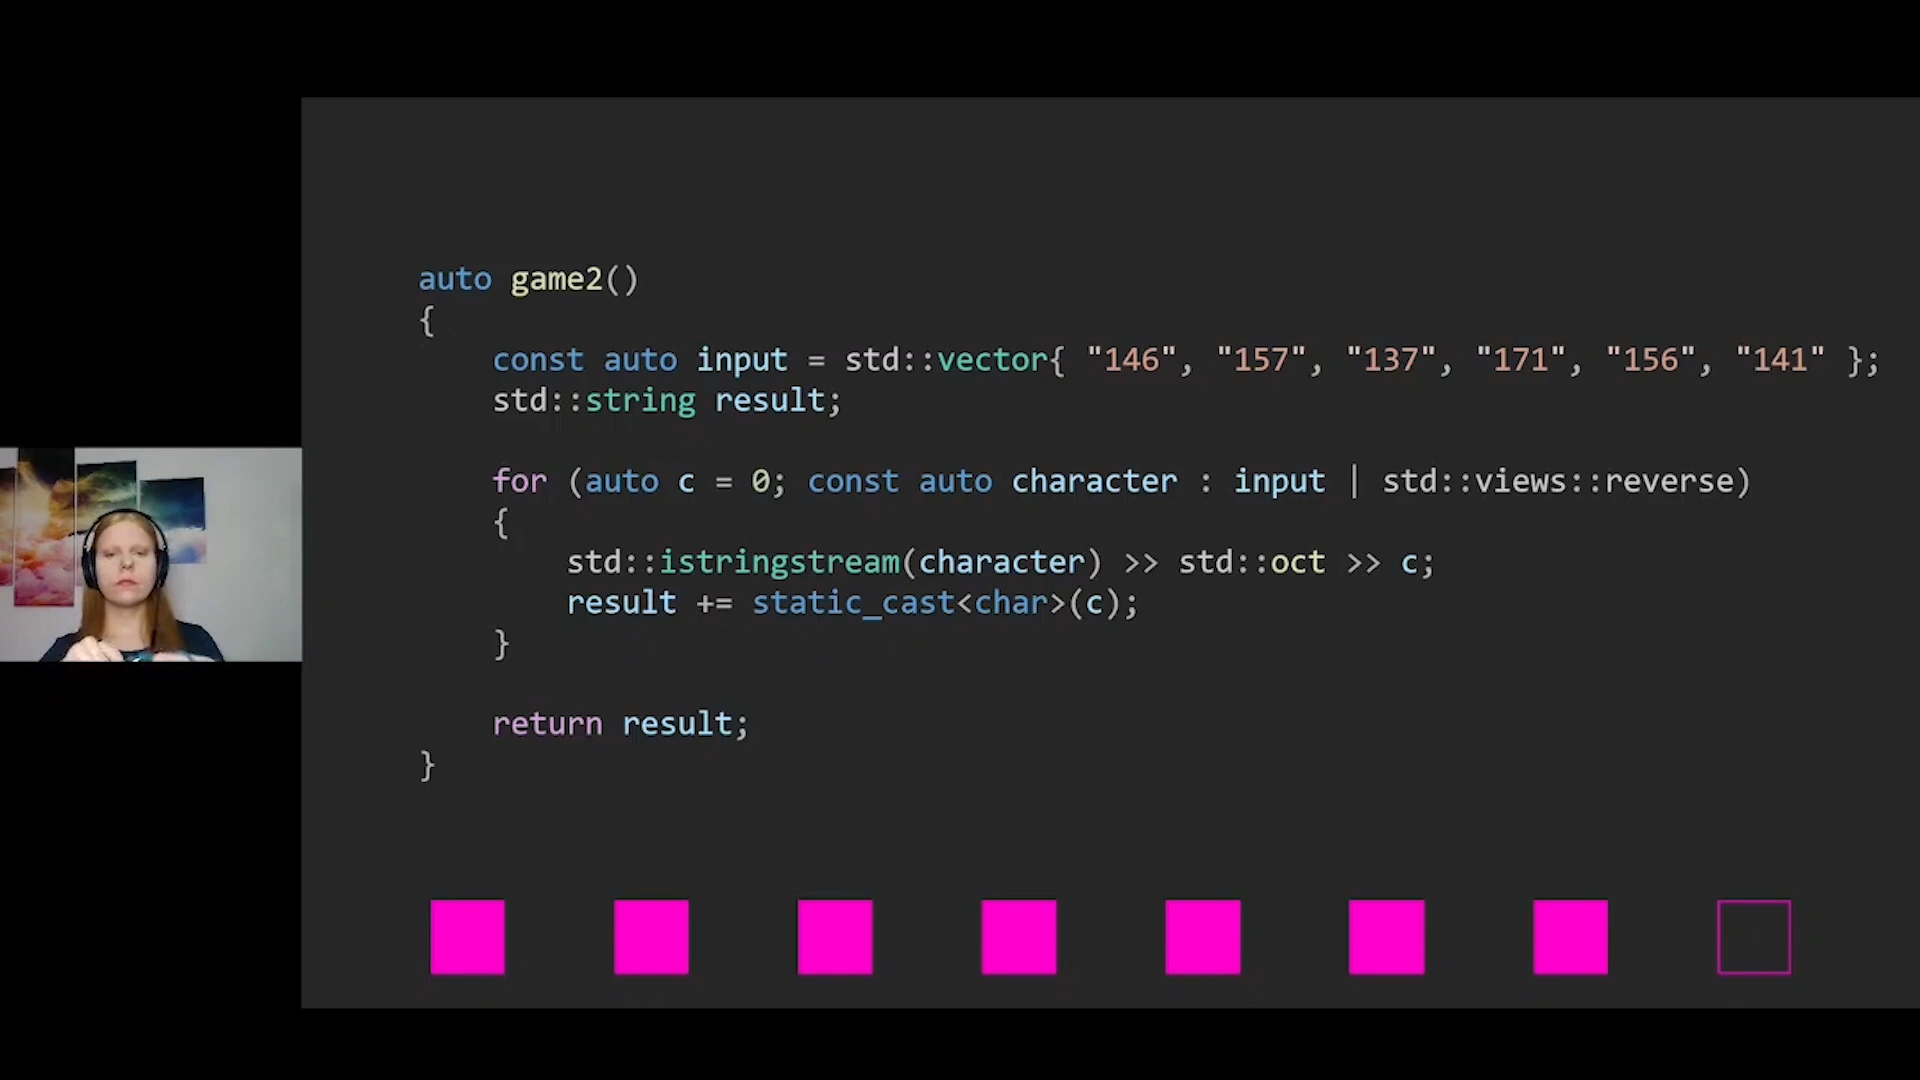 auto game2()
{
const auto input = std::vector{ "146", "157", "137", "171", "156", "141" };
std::string result;
for (auto c = 0; const auto character : input | std::views::reverse)
{
std::istringstream(character) >> std::oct >> c;
result += static_cast<char>(c);
}
return result;
}